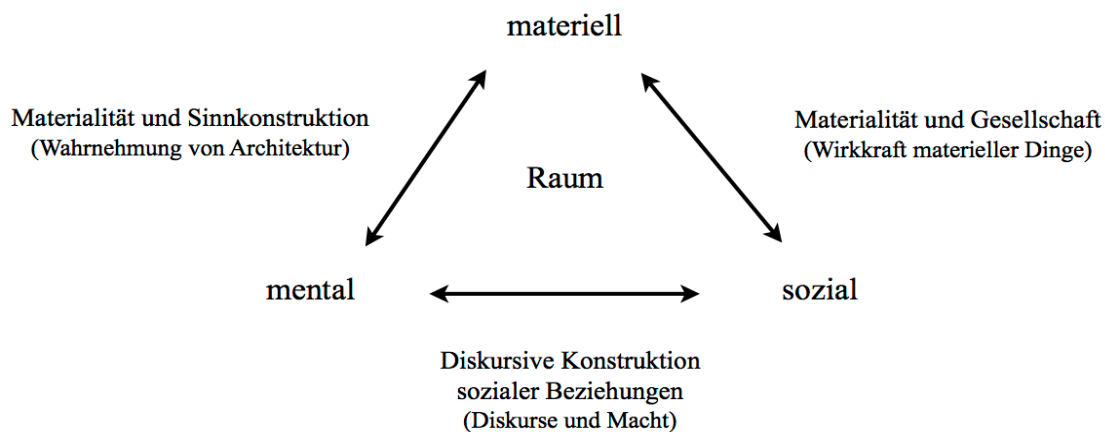 materiell
Materialität und Sinnkonstruktion
(Wahrnehmung von Architektur)
Materialität und Gesellschaft
(Wirkkraft materieller Dinge)
Raum
mental
sozial
Diskursive Konstruktion
sozialer Beziehungen
(Diskurse und Macht)